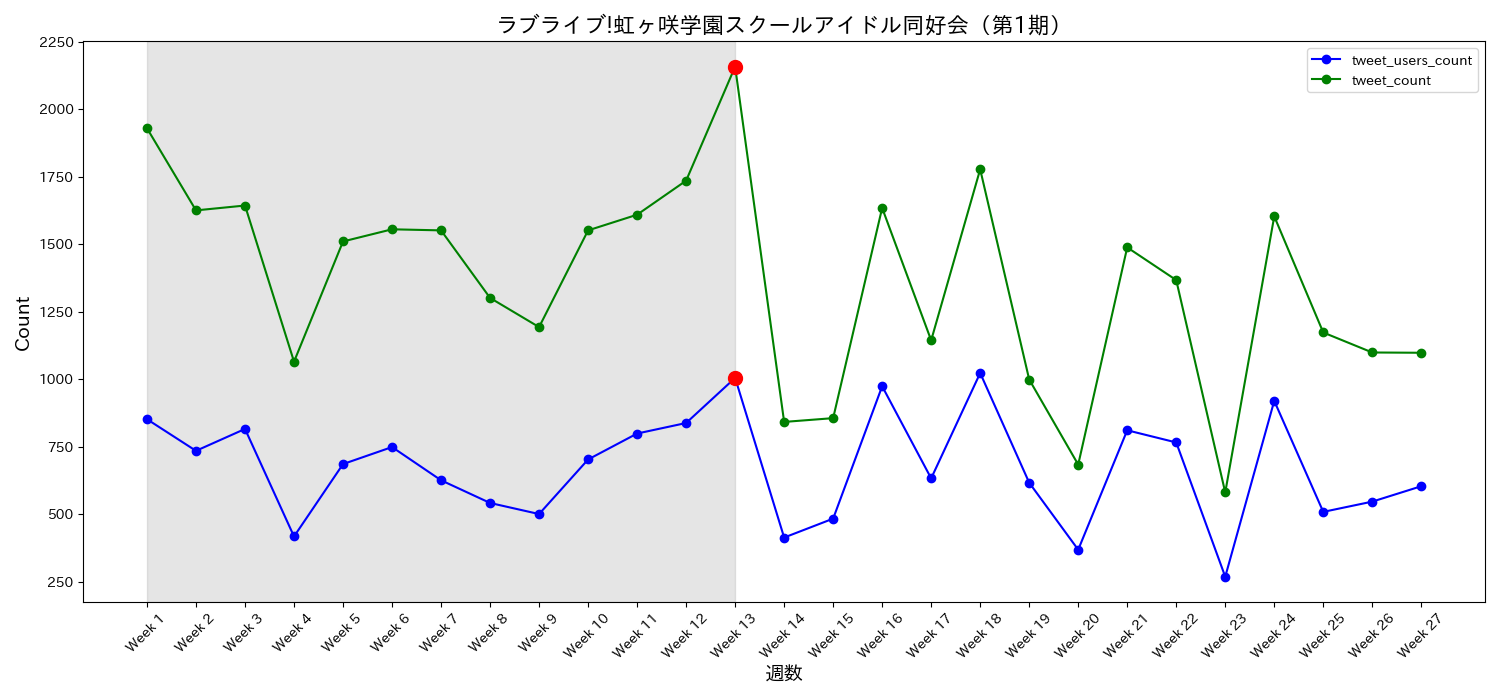 ラブライブ!虹ヶ咲学園スクールアイドル同好会（第1期）
tweet_users_count
tweet_count
2250
2000
1750
1500
1250
1000
750
500
250
Count
Week 1
Week 2
Week 3
Week 4
Week 5
Week 6
Week 7
Week 8
Week 9
Week 10
Week 11
Week 12
Week 13
Week 14
Week 15
Week 16
Week 17
Week 18
Week 19
Week 20
Week 21
Week 22
Week 23
Week 24
Week 25
Week 26
Week 27
週数